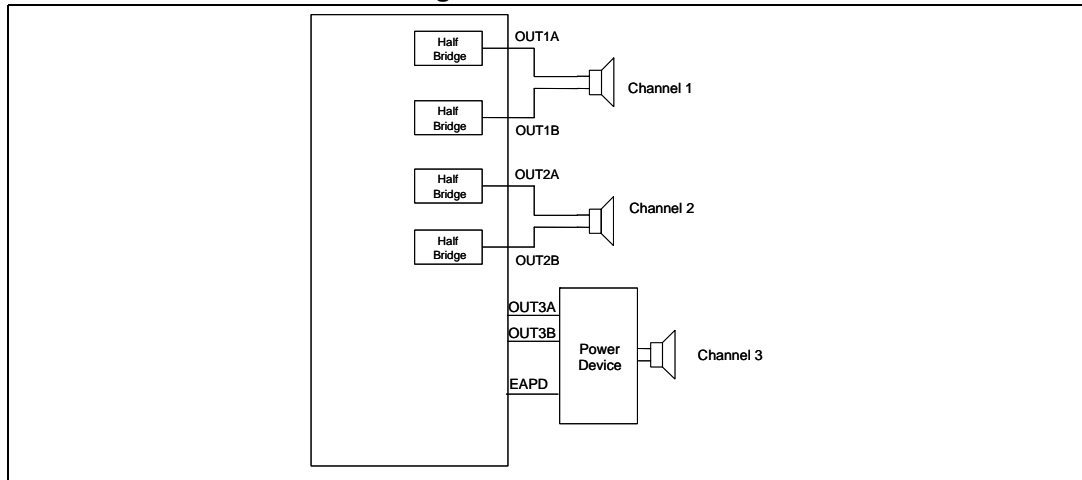 Half
Bridge
OUT1A
Channel 1
Half
Bridge
OUT1B
Half
Bridge
OUT2A
Channel 2
Half
Bridge
OUT2B
OUT3A
OUT3B
Power
Device
Channel 3
EAPD